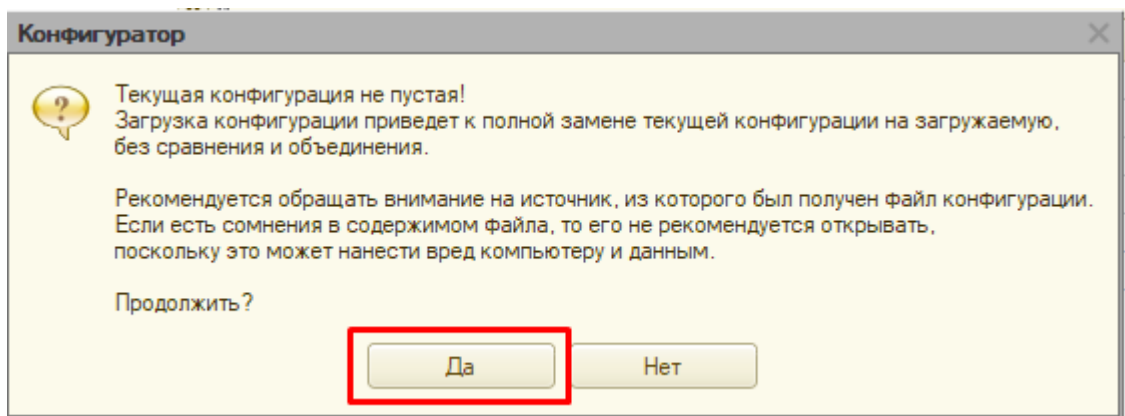 Конфигуратор
Текущая конфигурация не пустая!
Загрузка конфигурации приведет к полной замене текущей конфигурации на загружаемую,
без сравнения и объединения.
Рекомендуется обращать внимание на источник, из которого был получен файл конфигурации.
Если есть сомнения в содержимом файла, то его не рекомендуется открывать,
поскольку это может нанести вред компьютеру и данным.
Продолжить?
Да Нет